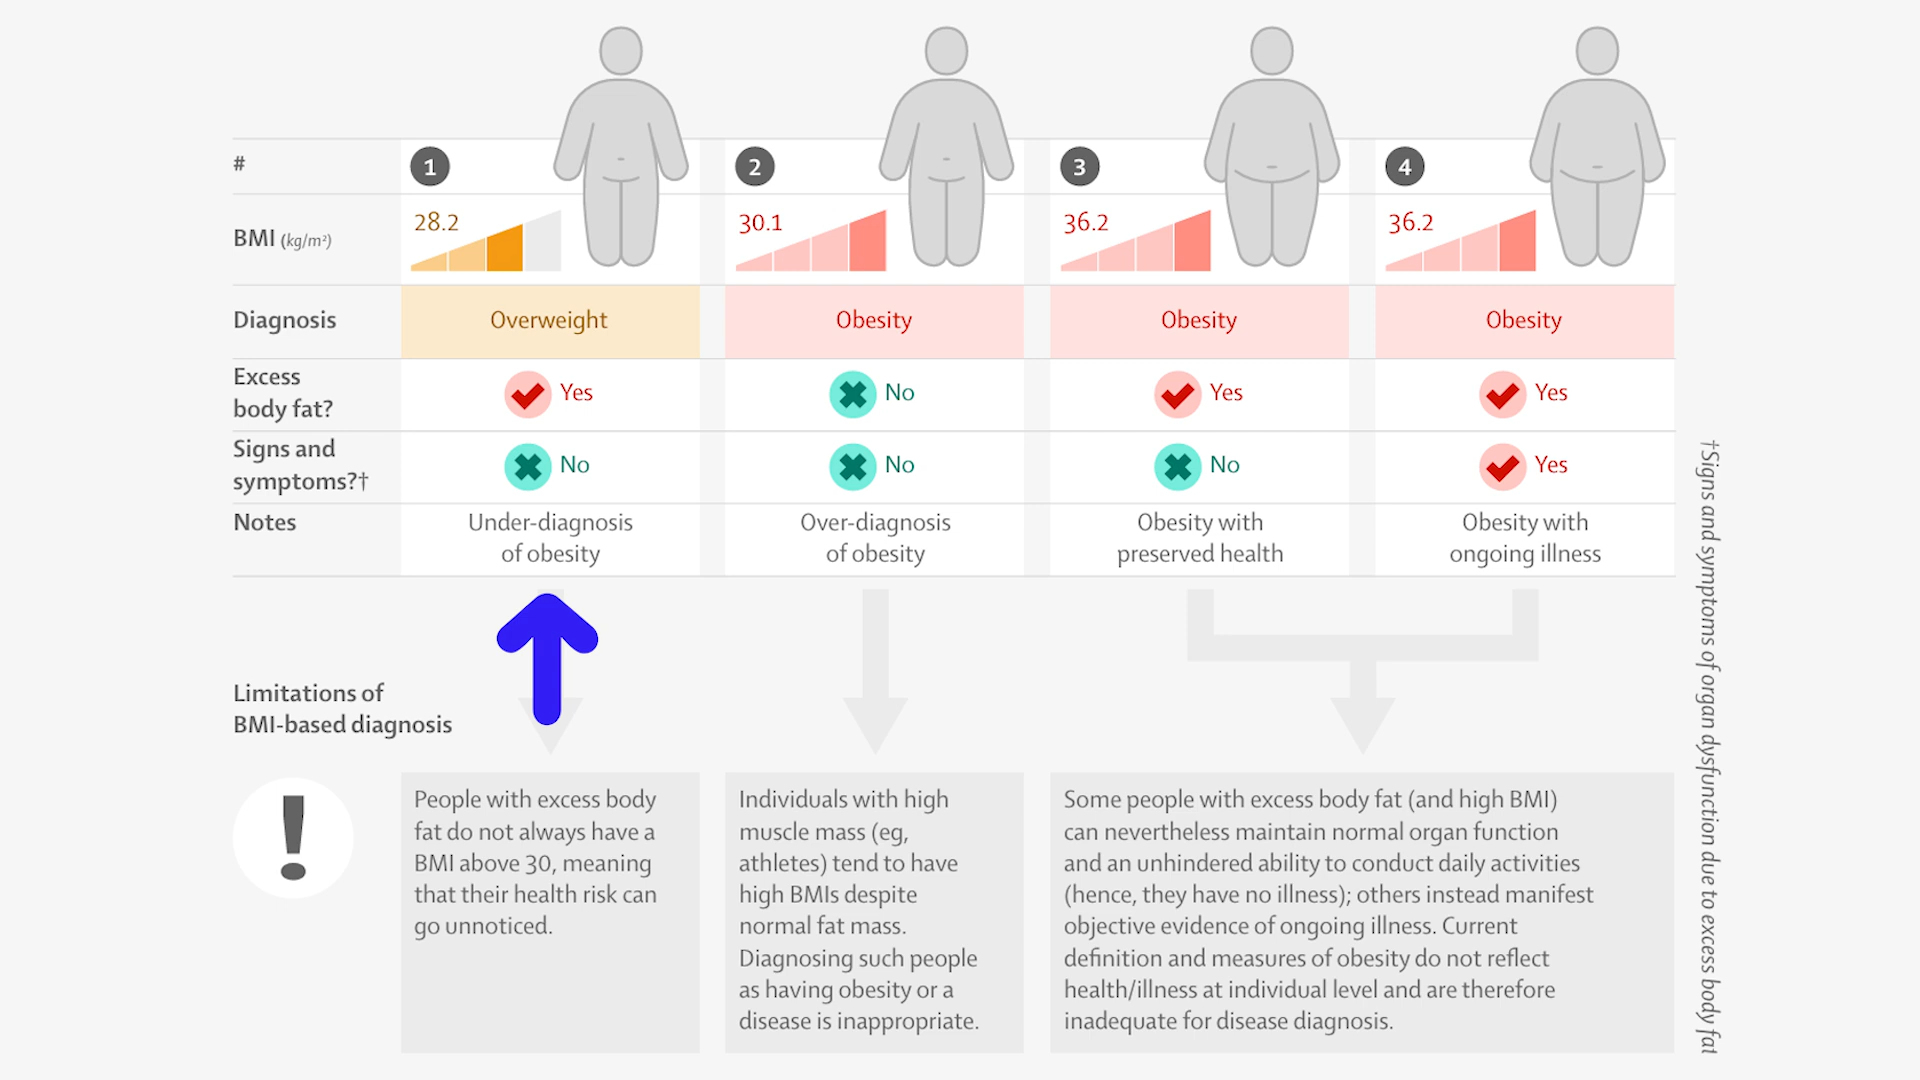 #
1
2
3
4
BMI (kg/m²)
28.2
30.1
36.2
36.2
Diagnosis
Overweight
Obesity
Obesity
Obesity
Excess
body fat?
Yes
No
Yes
Yes
Signs and
symptoms?†
No
No
No
Yes
Notes
Under-diagnosis
of obesity
Over-diagnosis
of obesity
Obesity with
preserved health
Obesity with
ongoing illness
Limitations of
BMI-based diagnosis
!
People with excess body
fat do not always have a
BMI above 30, meaning
that their health risk can
go unnoticed.
Individuals with high
muscle mass (eg,
athletes) tend to have
high BMIs despite
normal fat mass.
Diagnosing such people
as having obesity or a
disease is inappropriate.
Some people with excess body fat (and high BMI)
can nevertheless maintain normal organ function
and an unhindered ability to conduct daily activities
(hence, they have no illness); others instead manifest
objective evidence of ongoing illness. Current
definition and measures of obesity do not reflect
health/illness at individual level and are therefore
inadequate for disease diagnosis.
†Signs and symptoms of organ dysfunction due to excess body fat